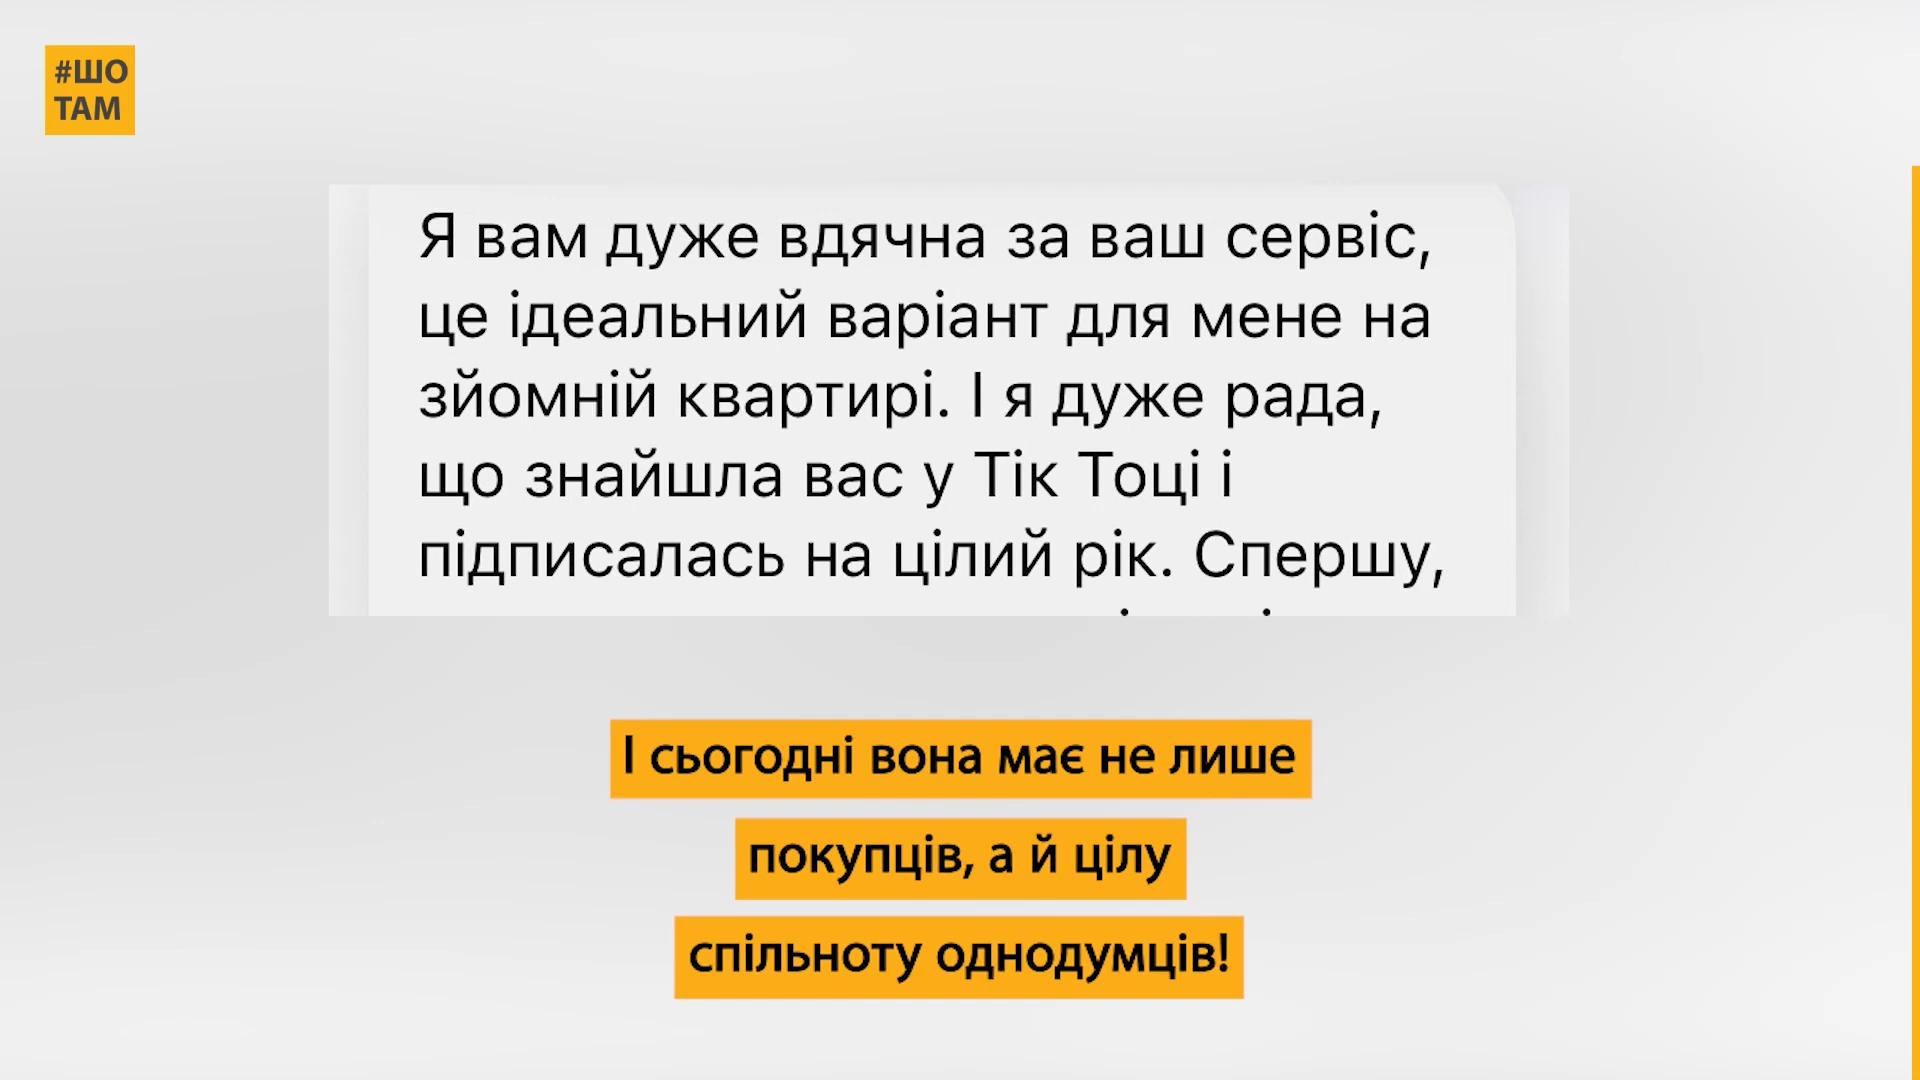 #ШО
ТАМ
Я вам дуже вдячна за ваш сервіс,
це ідеальний варіант для мене на
зйомній квартирі. І я дуже рада,
що знайшла вас у Тік Тоці і
підписалась на цілий рік. Спершу,
І сьогодні вона має не лише
покупців, а й цілу
спільноту однодумців!